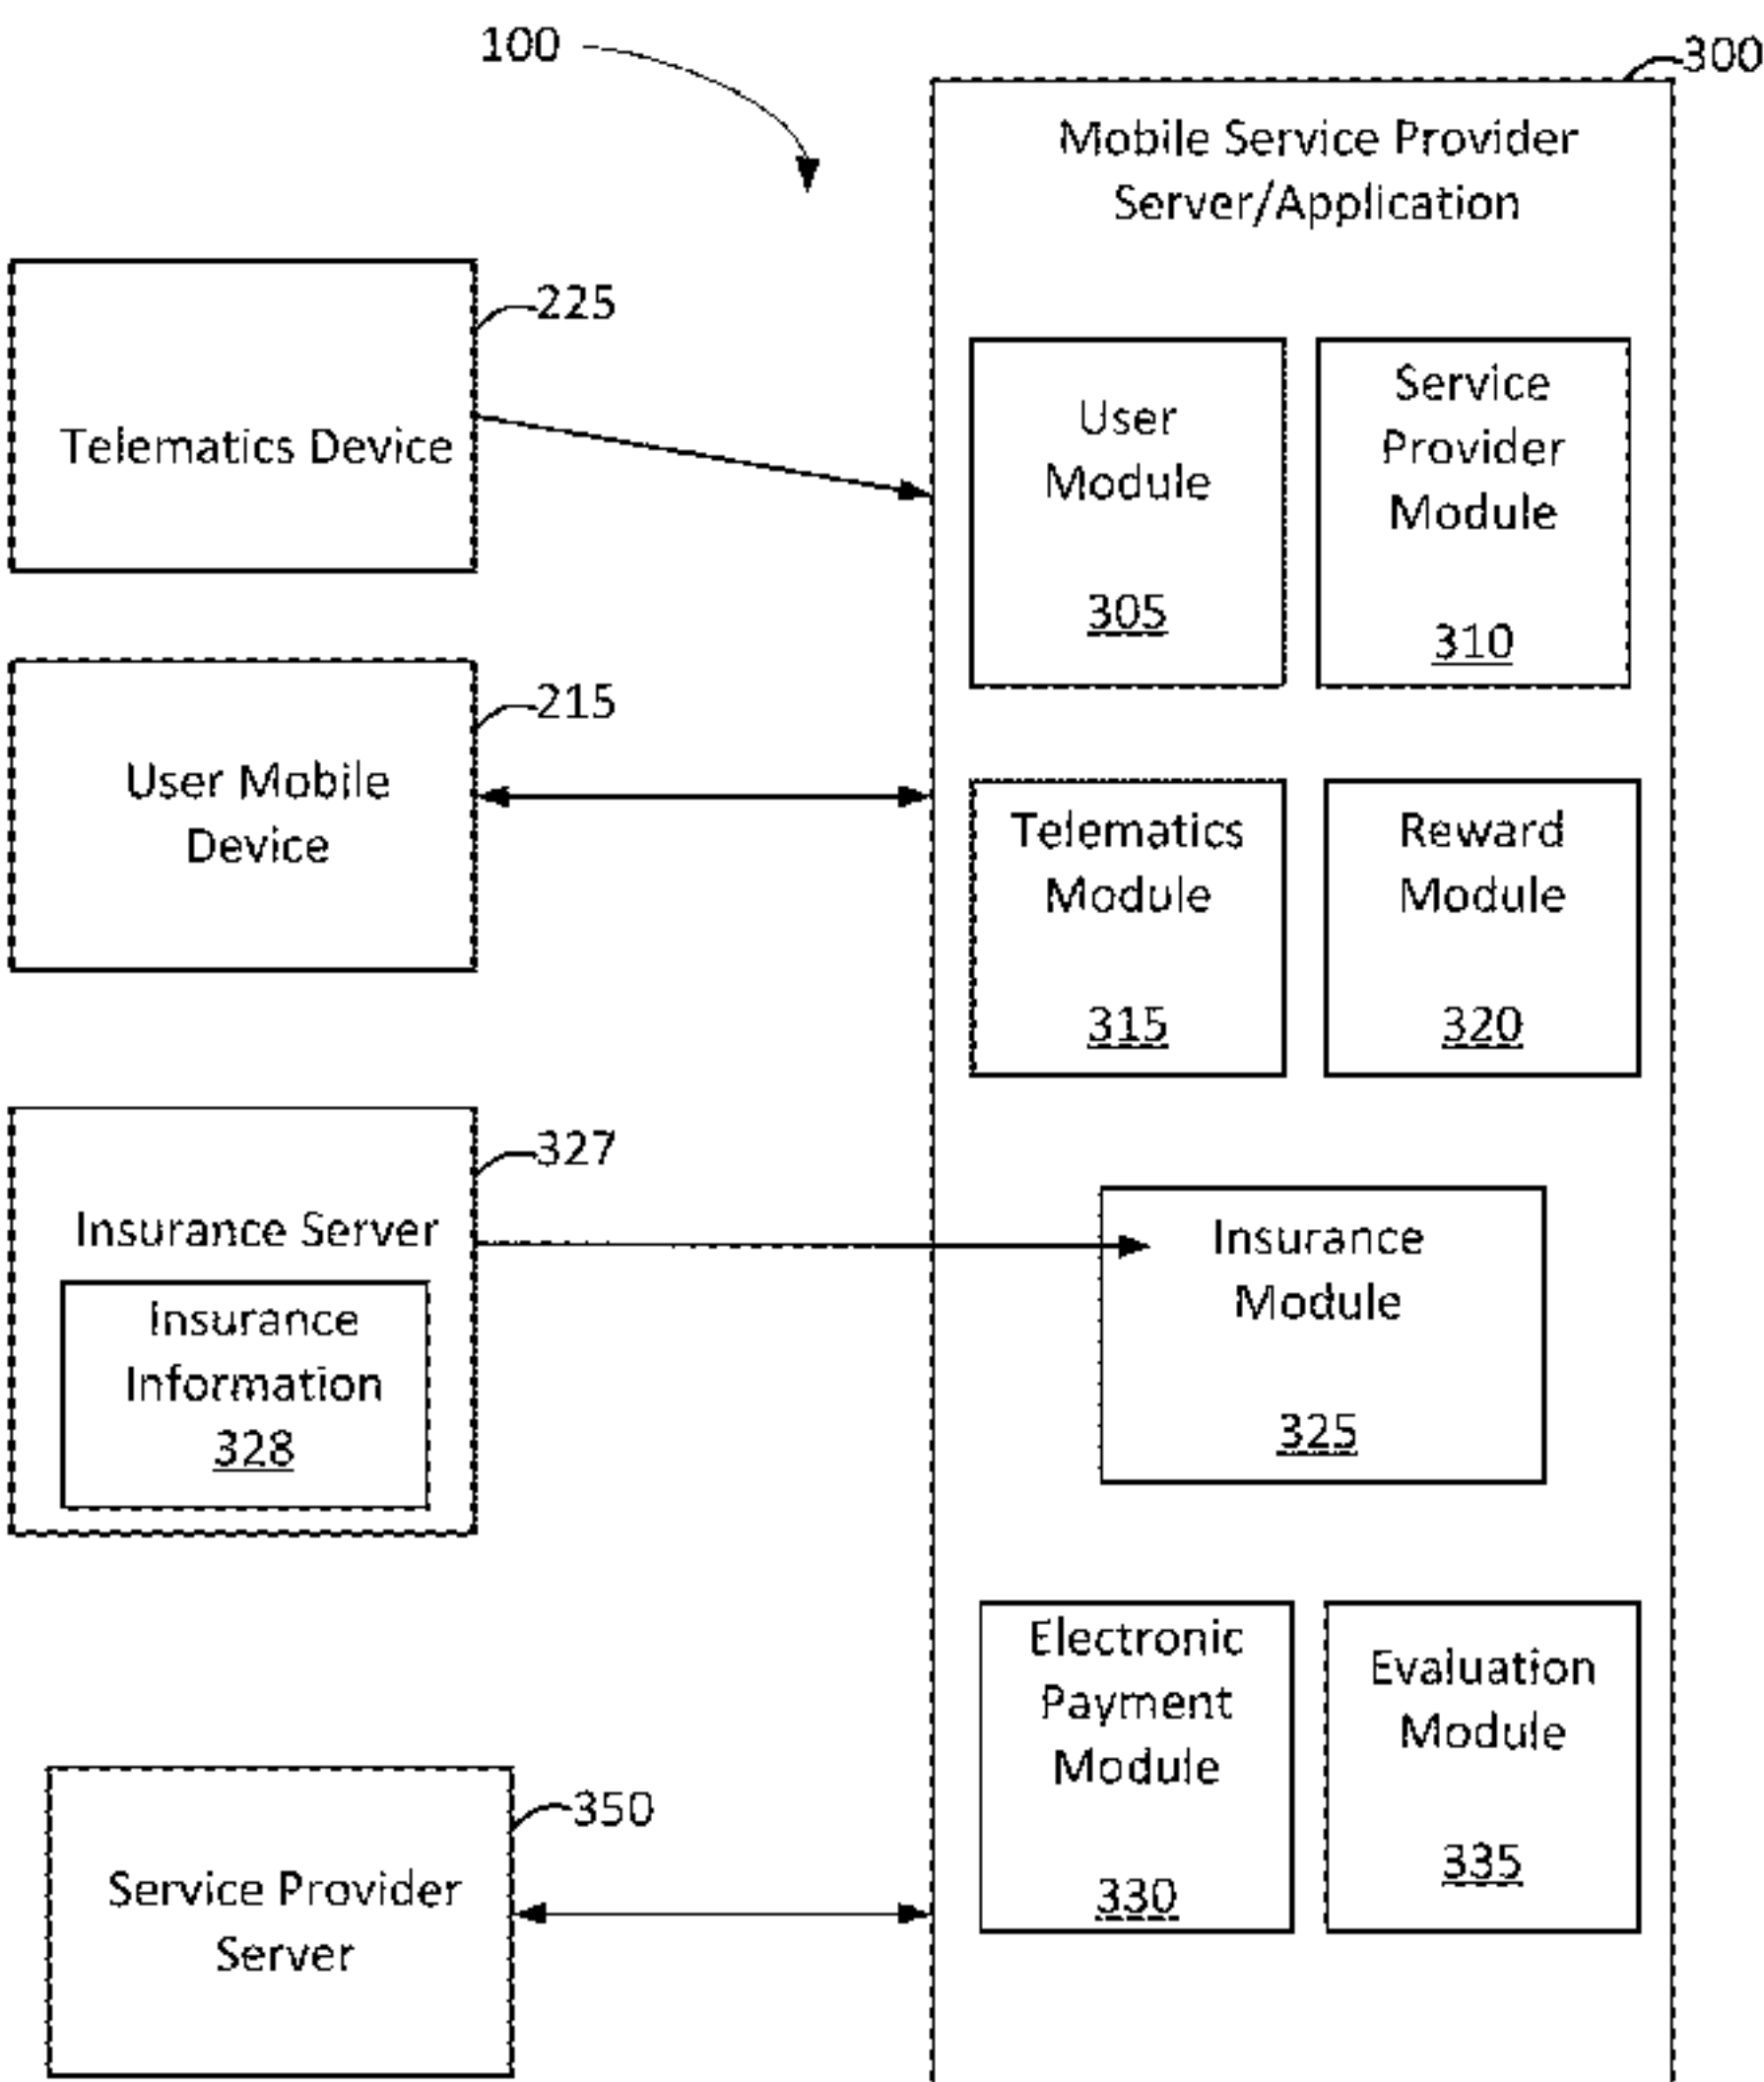 100
300
Mobile Service Provider
Server/Application
225
Telematics Device
User
Module
305
Service
Provider
Module
310
215
User Mobile
Device
Telematics
Module
315
Reward
Module
320
327
Insurance Server
Insurance
Information
328
Insurance
Module
325
Electronic
Payment
Module
330
Evaluation
Module
335
350
Service Provider
Server